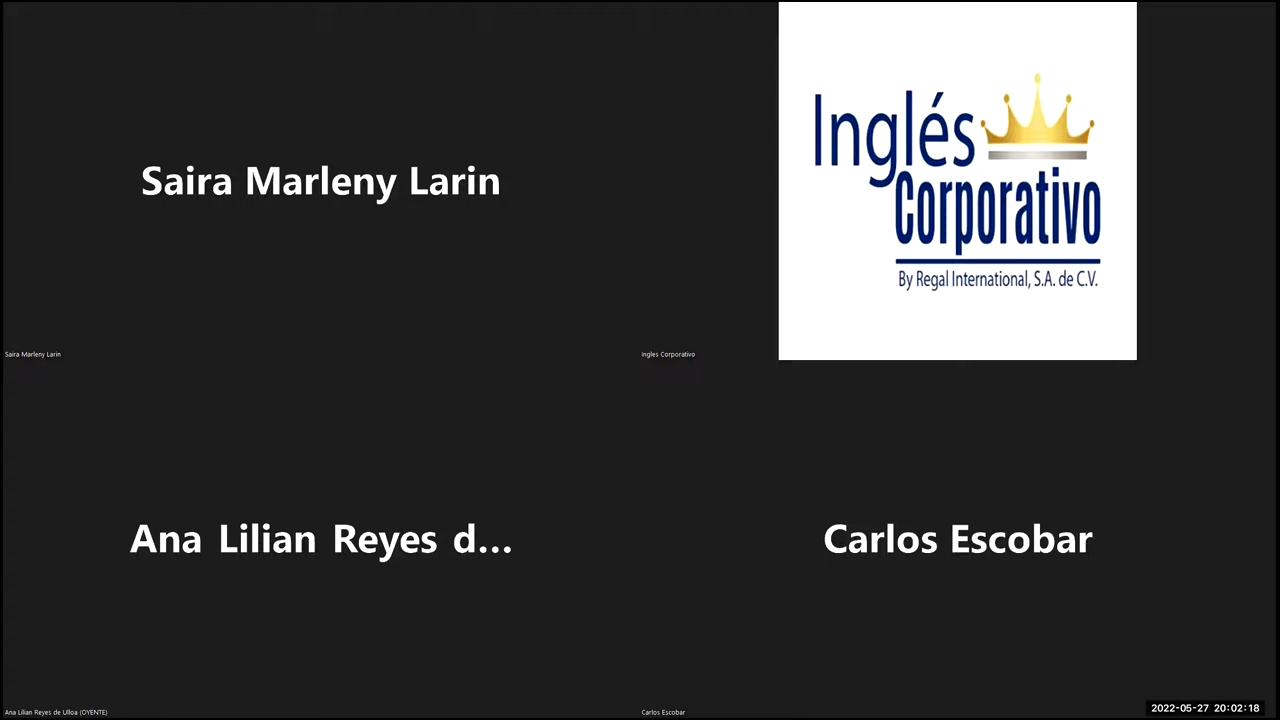 Saira Marleny Larin
Saira Marleny Larin
Inglés
Corporativo
By Regal International, S.A. de C.V.
Ingles Corporativo
Ana Lilian Reyes d...
Ana Lilian Reyes de Ulloa (OYENTE)
Carlos Escobar
Carlos Escobar
2022-05-27 20:02:18